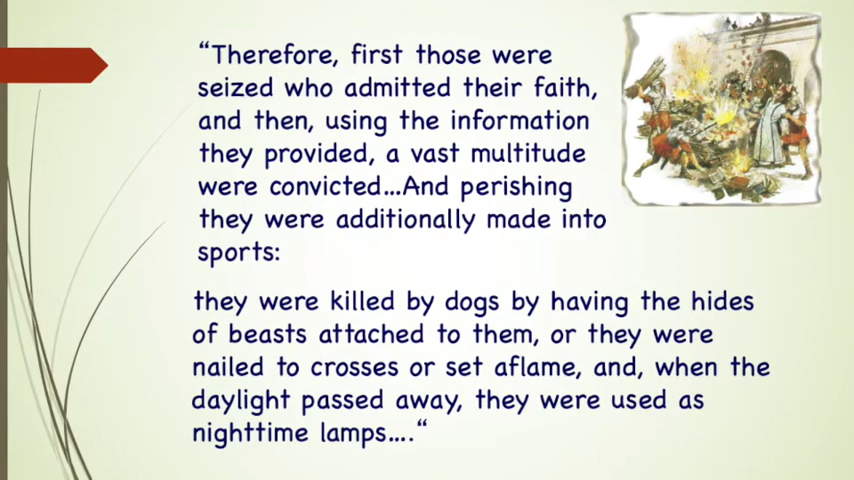 “Therefore, first those were
seized who admitted their faith,
and then, using the information
they provided, a vast multitude
were convicted...And perishing
they were additionally made into
sports:
they were killed by dogs by having the hides
of beasts attached to them, or they were
nailed to crosses or set aflame, and, when the
daylight passed away, they were used as
nighttime lamps....“